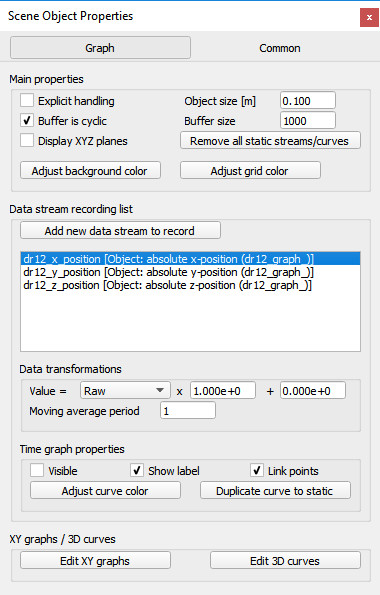 Scene Object Properties x
Graph Common
Main properties
Explicit handling Object size [m] 0.100
Buffer is cyclic Buffer size 1000
Display XYZ planes Remove all static streams/curves
Adjust background color Adjust grid color
Data stream recording list
Add new data stream to record
dr12_x_position [Object: absolute x-position (dr12_graph_)]
dr12_y_position [Object: absolute y-position (dr12_graph_)]
dr12_z_position [Object: absolute z-position (dr12_graph_)]
Data transformations
Value = Raw x 1.000e+0 + 0.000e+0
Moving average period 1
Time graph properties
Visible Show label Link points
Adjust curve color Duplicate curve to static
XY graphs / 3D curves
Edit XY graphs Edit 3D curves